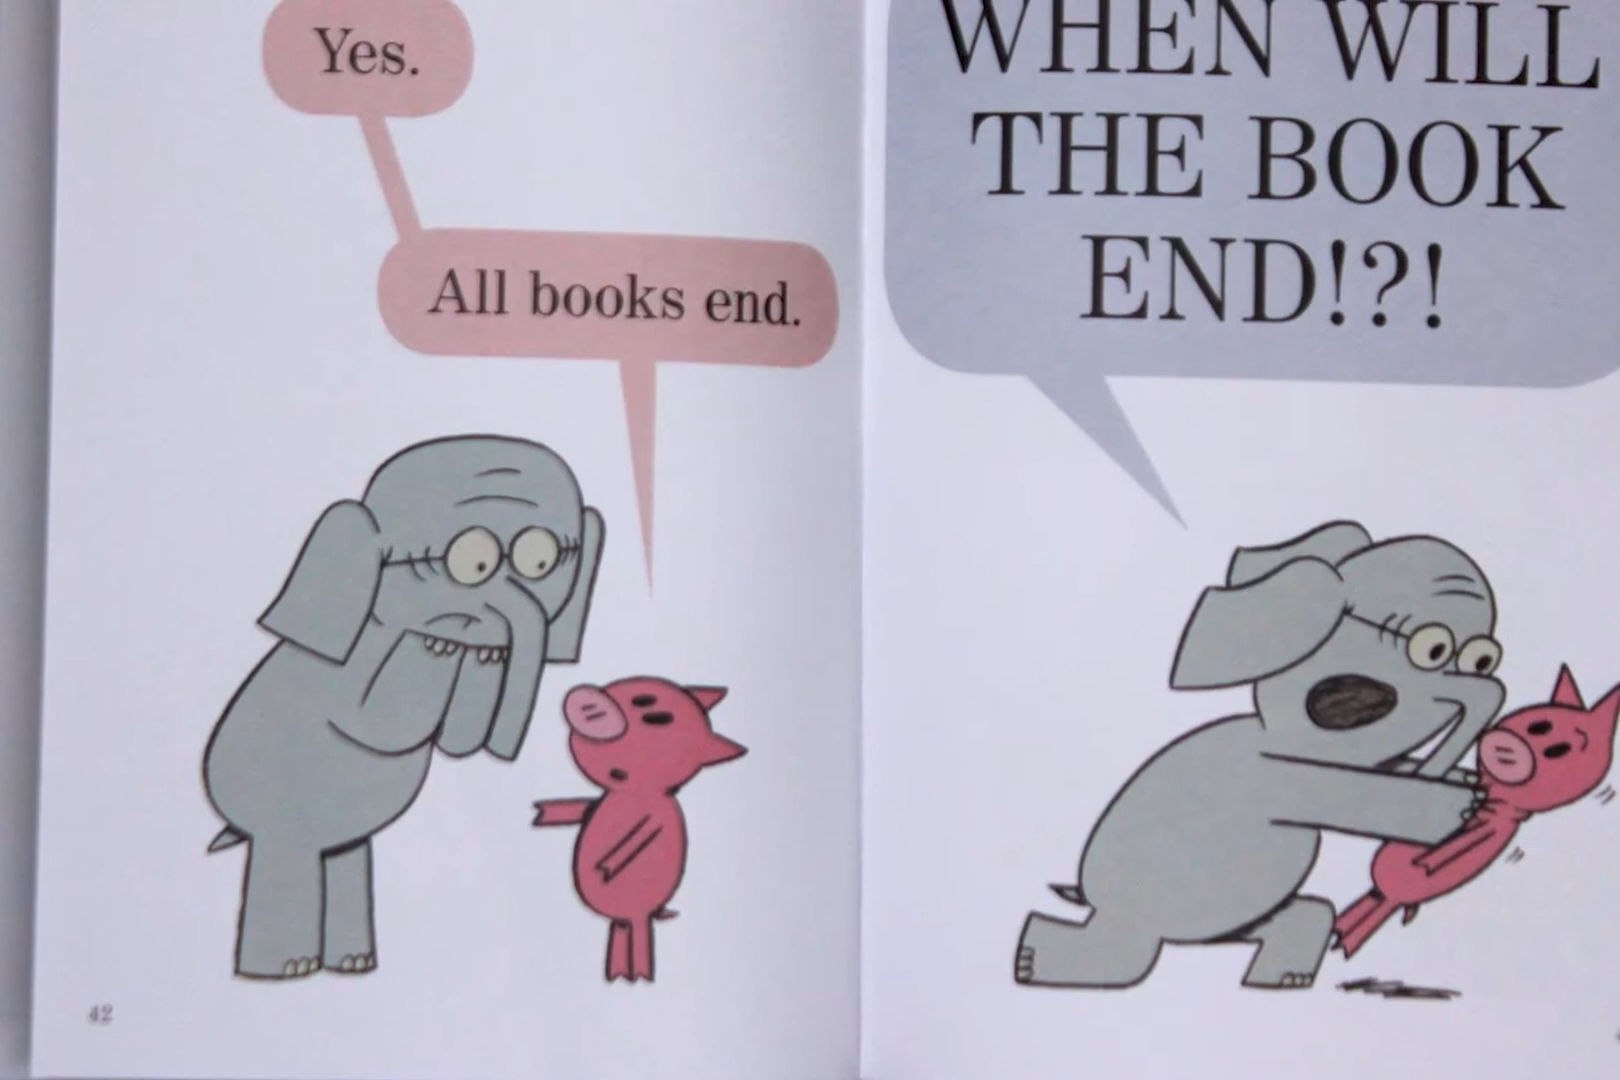 Yes.
All books end.
WHEN WILL
THE BOOK
END!?!
42